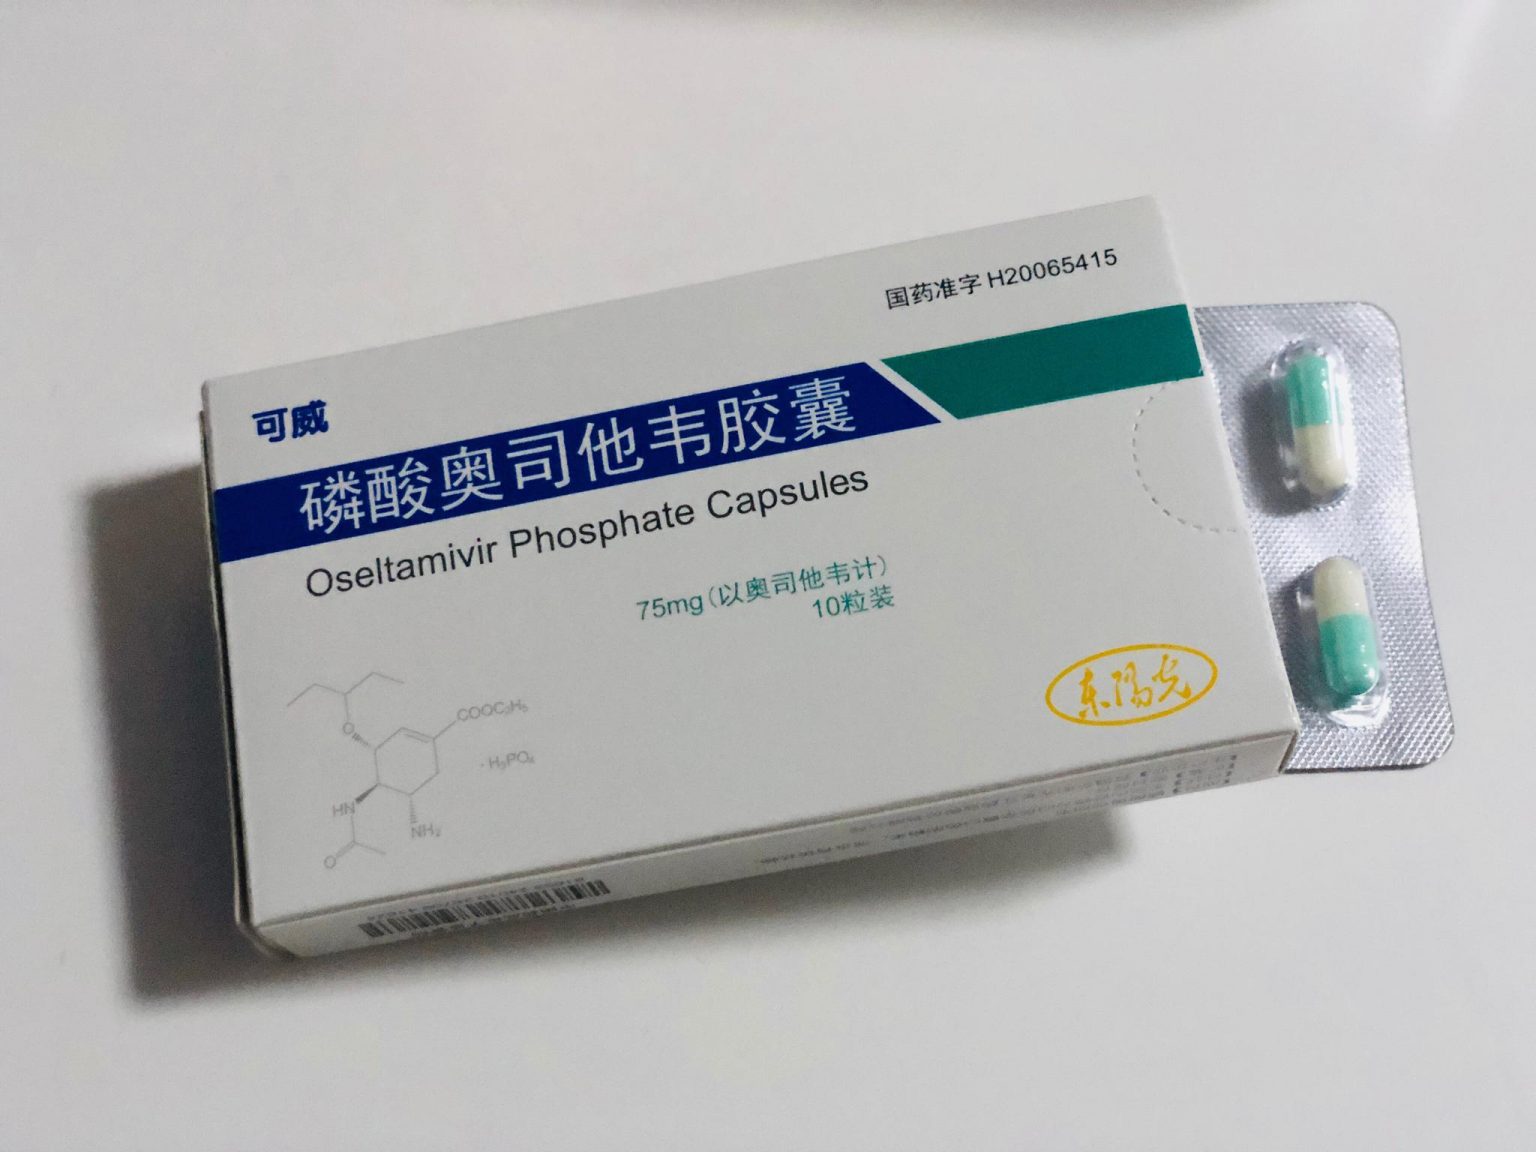 国药准字 H20065415
可威
磷酸奥司他韦胶囊
Oseltamivir Phosphate Capsules
75mg(以奥司他韦计)
10粒装
东阳光
COOC₂H₅
O
· H₃PO₄
HN
NH₂
O